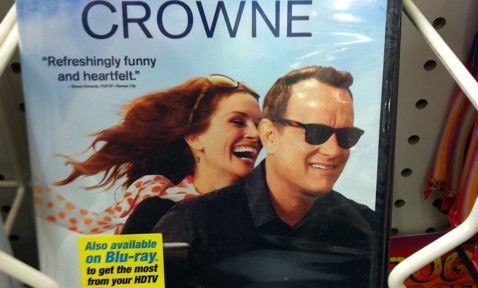 CROWNE
"Refreshingly funny
and heartfelt."
Also available
on Blu-ray.
to get the most
from your HDTV